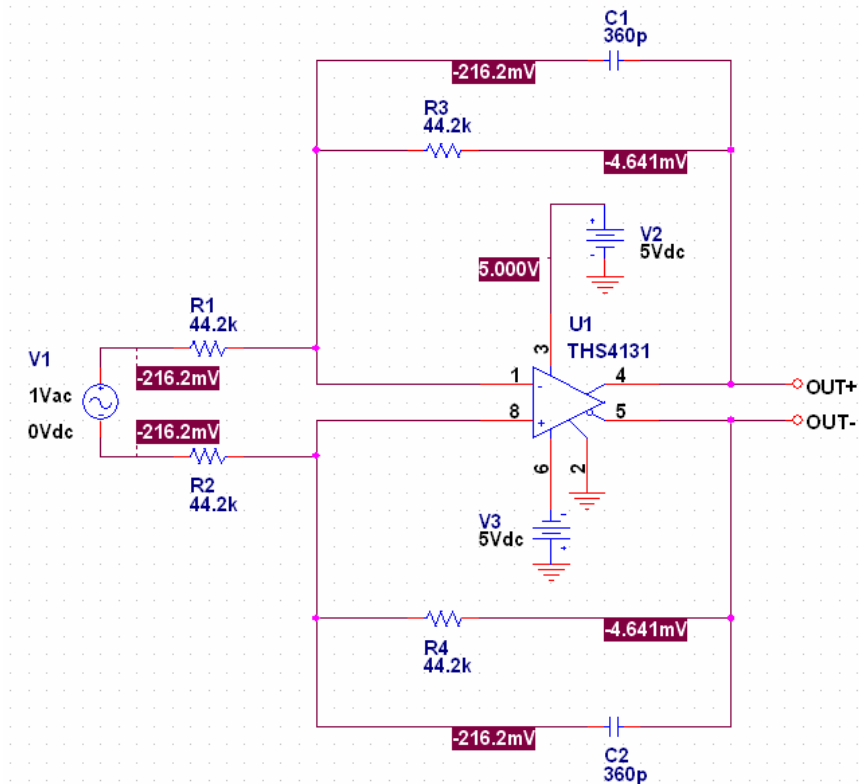 C1
360p
-216.2mV
R3
44.2k
-4.641mV
V2
5Vdc
5.000V
R1
44.2k
U1
THS4131
V1
1Vac
0Vdc
-216.2mV
3
1
4
OUT+
8
5
OUT-
-216.2mV
R2
44.2k
6
2
V3
5Vdc
R4
44.2k
-4.641mV
-216.2mV
C2
360p